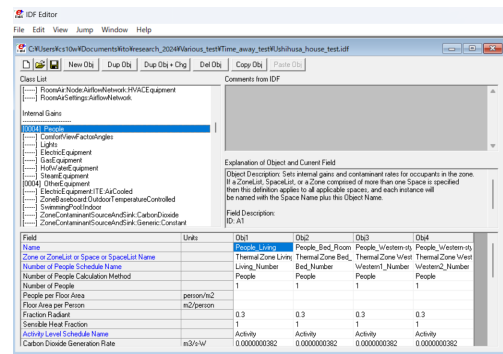 IDF Editor
File Edit View Jump Window Help
C:¥Users¥cs10w¥Documents¥ito¥research_2024¥Various_test¥Time_away_test¥Ushihusa_house_test.idf
New Obj Dup Obj Dup Obj + Chg Del Obj Copy Obj Paste Obj
Class List Comments from IDF
[------] RoomAir:Node:AirflowNetwork:HVACEquipment
[------] RoomAirSettings:AirflowNetwork
Internal Gains
--------------------
[0004] People
[------] ComfortViewFactorAngles
[------] Lights
[------] ElectricEquipment
[------] GasEquipment
[------] HotWaterEquipment
[------] SteamEquipment
[0004] OtherEquipment
[------] ElectricEquipment:ITE:AirCooled
[------] ZoneBaseboard:OutdoorTemperatureControlled
[------] SwimmingPool:Indoor
[------] ZoneContaminantSourceAndSink:CarbonDioxide
[------] ZoneContaminantSourceAndSink:Generic:Constant
Explanation of Object and Current Field
Object Description: Sets internal gains and contaminant rates for occupants in the zone.
If a ZoneList, SpaceList, or a Zone comprised of more than one Space is specified
then this definition applies to all applicable spaces, and each instance will
be named with the Space Name plus this Object Name.
Field Description:
ID: A1
Field Units Obj1 Obj2 Obj3 Obj4
Name People_Living People_Bed_Room People_Western-sty People_Western-sty
Zone or ZoneList or Space or SpaceList Name Thermal Zone Living Thermal Zone Bed_ Thermal Zone West Thermal Zone West
Number of People Schedule Name Living_Number Bed_Number Western1_Number Western2_Number
Number of People Calculation Method People People People People
Number of People 1 1 1 1
People per Floor Area person/m2
Floor Area per Person m2/person
Fraction Radiant 0.3 0.3 0.3 0.3
Sensible Heat Fraction 1 1 1 1
Activity Level Schedule Name Activity Activity Activity Activity
Carbon Dioxide Generation Rate m3/s-W 0.0000000382 0.0000000382 0.0000000382 0.0000000382